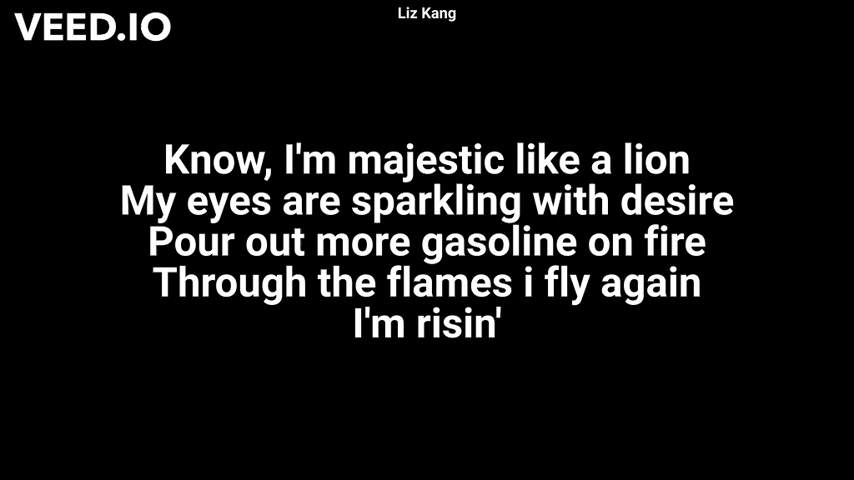 VEED.IO
Liz Kang
Know, I'm majestic like a lion
My eyes are sparkling with desire
Pour out more gasoline on fire
Through the flames i fly again
I'm risin'